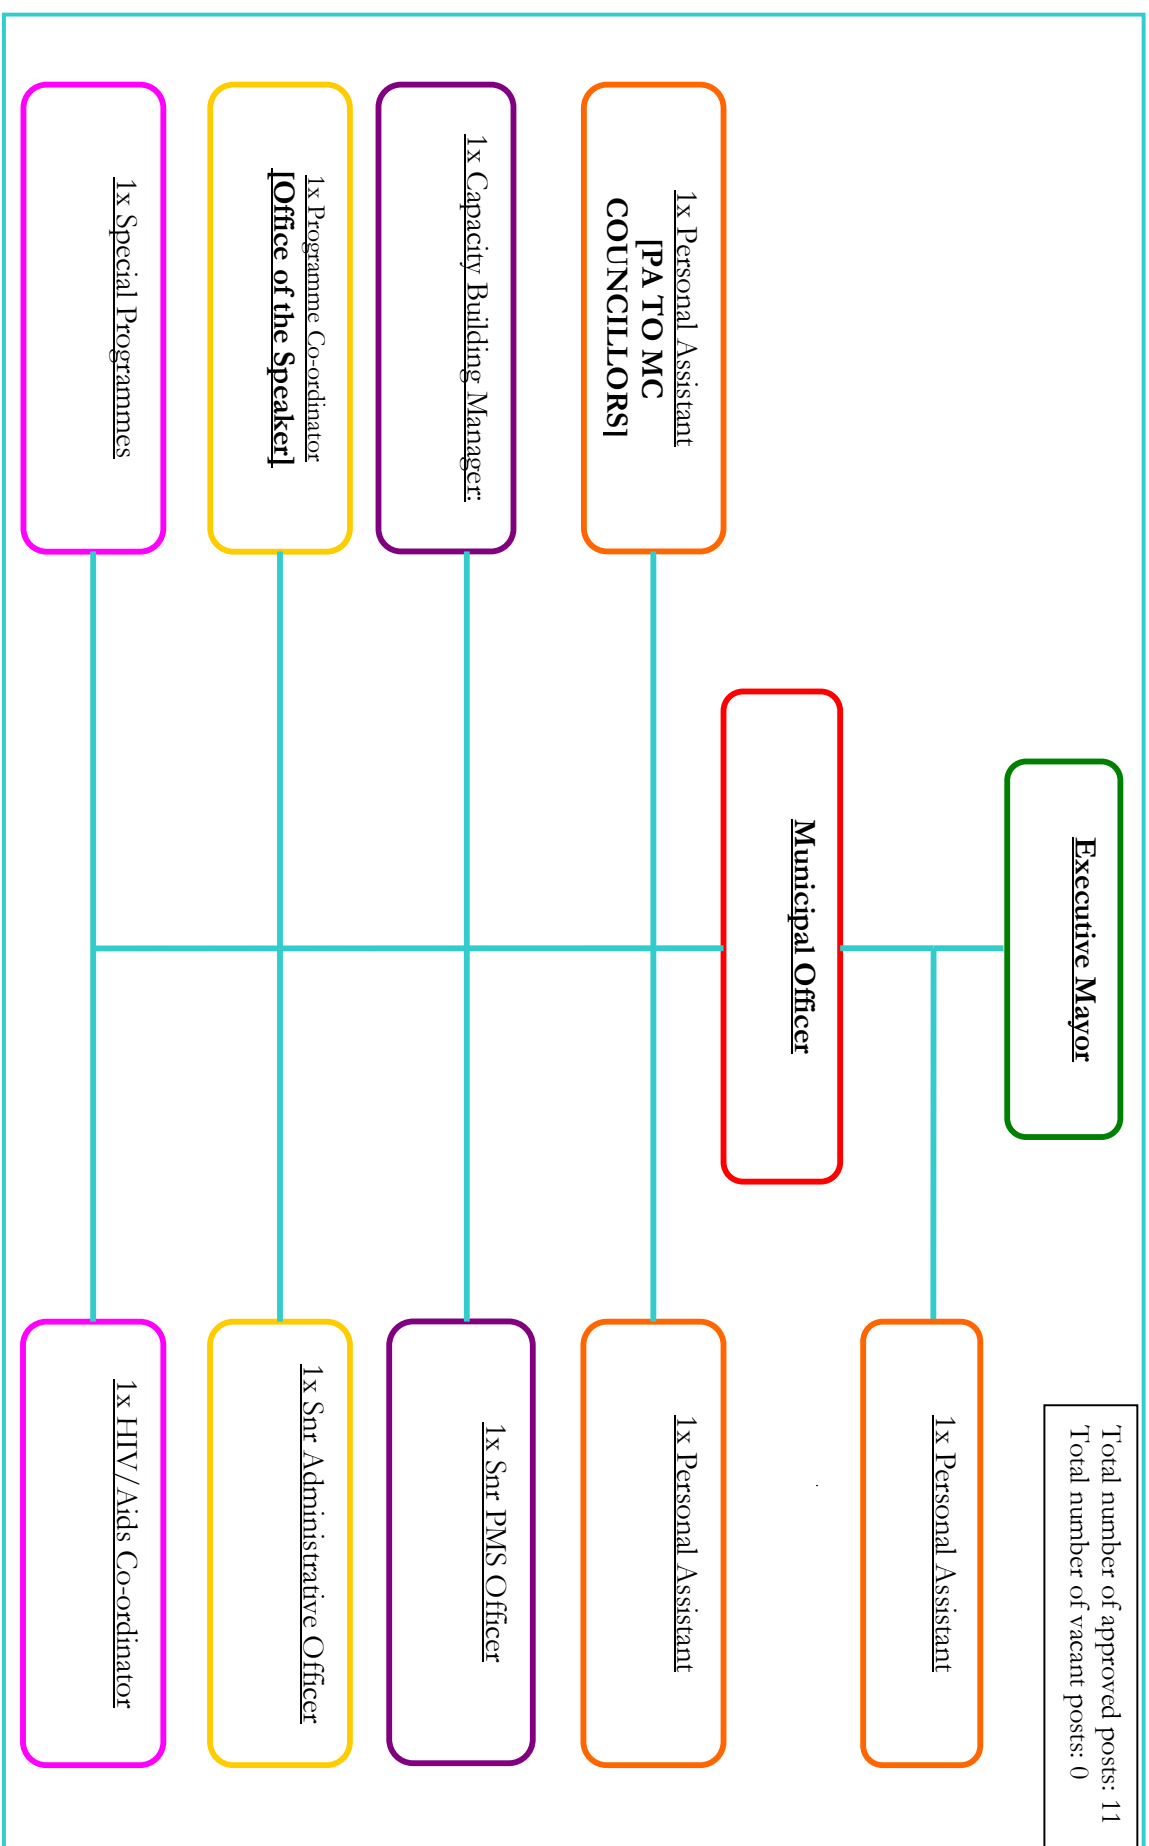 Total number of approved posts: 11
Total number of vacant posts: 0
Executive Mayor
1x Personal Assistant
Municipal Officer
1x Personal Assistant
[PA TO MC
COUNCILLORS]
1x Personal Assistant
1x Capacity Building Manager:
1x Snr PMS Officer
1x Programme Co-ordinator
[Office of the Speaker]
1x Snr Administrative Officer
1x Special Programmes
1x HIV/Aids Co-ordinator